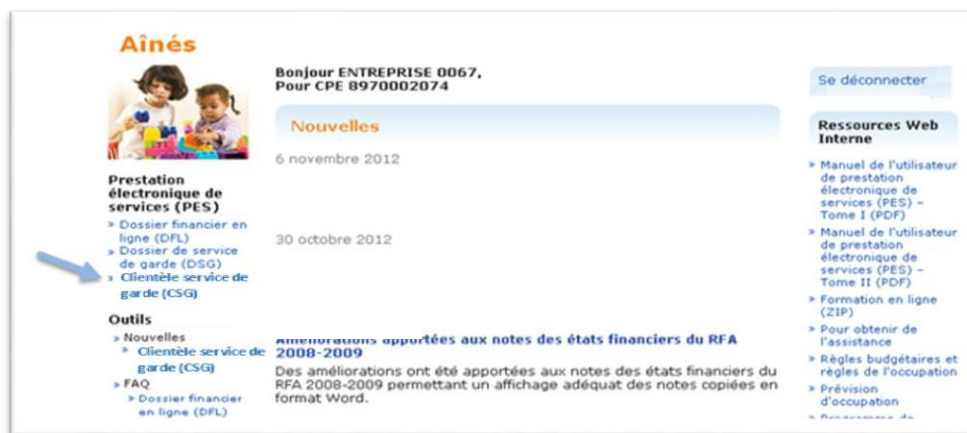 Aînés
Bonjour ENTREPRISE 0067,
Pour CPE 8970002074
Se déconnecter
Nouvelles
6 novembre 2012
30 octobre 2012
Prestation
électronique de
services (PES)
» Dossier financier en
ligne (DFL)
» Dossier de service
de garde (DSG)
» Clientèle service de
garde (CSG)
Outils
» Nouvelles
» Clientèle service de
garde (CSG)
» FAQ
» Dossier financier
en ligne (DFL)
Améliorations apportées aux notes des états financiers du RFA
2008-2009
Des améliorations ont été apportées aux notes des états financiers du
RFA 2008-2009 permettant un affichage adéquat des notes copiées en
format Word.
Ressources Web
Interne
» Manuel de l'utilisateur
de prestation
électronique de
services (PES) –
Tome I (PDF)
» Manuel de l'utilisateur
de prestation
électronique de
services (PES) –
Tome II (PDF)
» Formation en ligne
(ZIP)
» Pour obtenir de
l'assistance
» Règles budgétaires et
règles de l'occupation
» Prévision
d'occupation
» Programme de